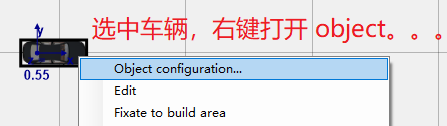 y
选中车辆，右键打开 object。。。
0.55
Object configuration...
Edit
Fixate to build area